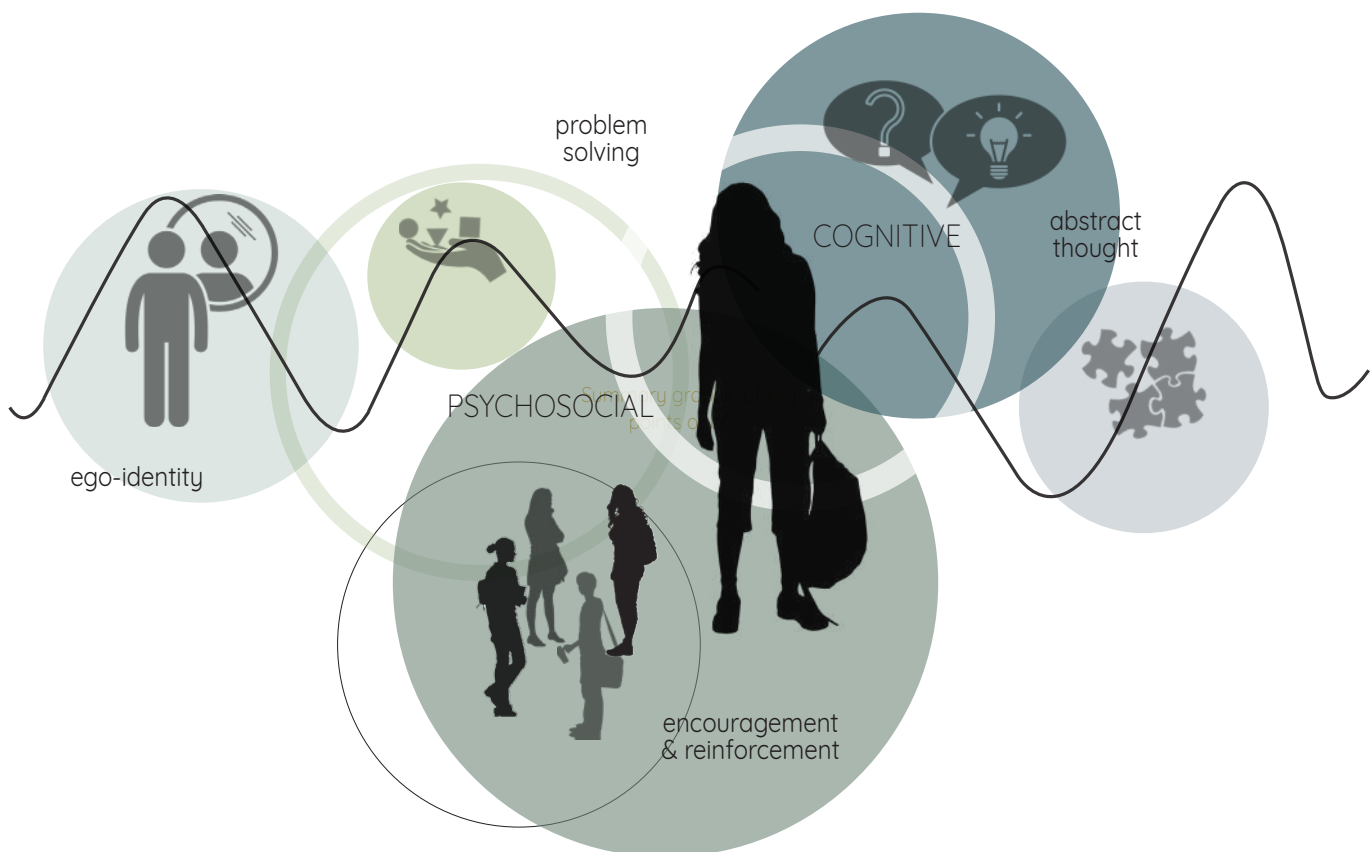 problem
solving
COGNITIVE
abstract
thought
PSYCHOSOCIAL
ego-identity
encouragement
& reinforcement